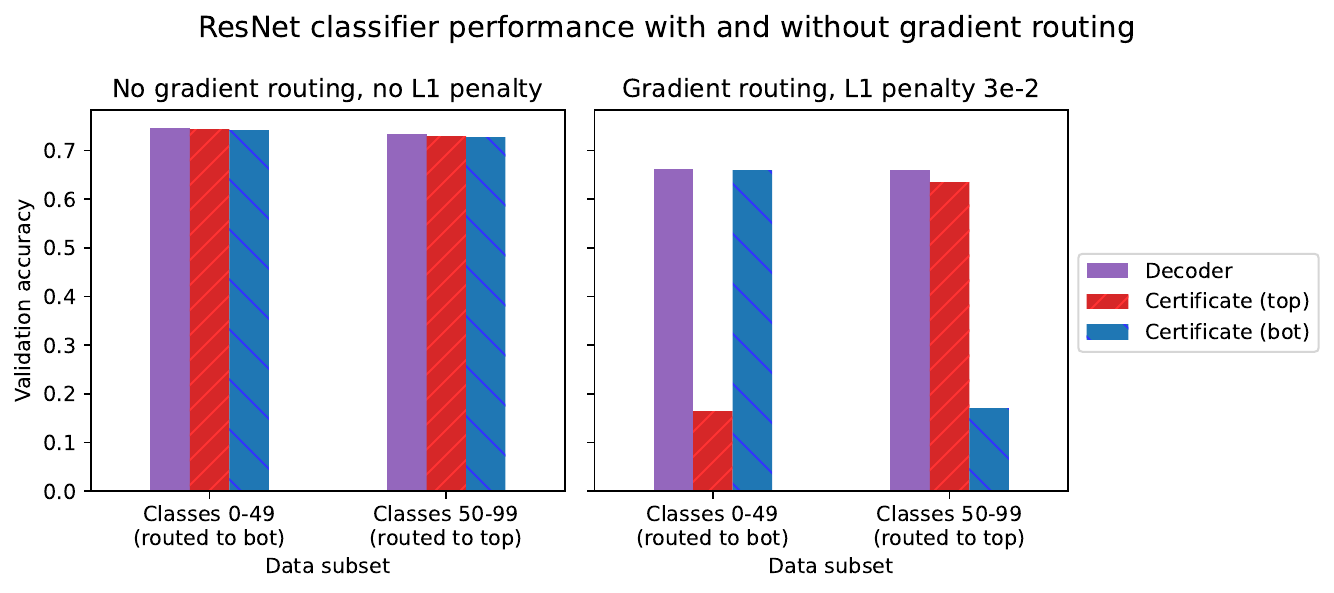 ResNet classifier performance with and without gradient routing
No gradient routing, no L1 penalty
Validation accuracy
0.7
0.6
0.5
0.4
0.3
0.2
0.1
0.0
Classes 0-49
(routed to bot)
Classes 50-99
(routed to top)
Data subset
Gradient routing, L1 penalty 3e-2
Classes 0-49
(routed to bot)
Classes 50-99
(routed to top)
Data subset
Decoder
Certificate (top)
Certificate (bot)